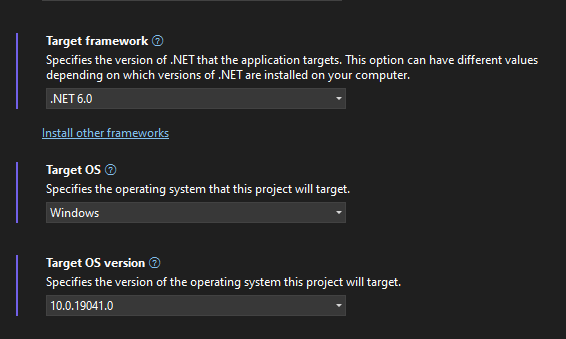 Target framework
Specifies the version of .NET that the application targets. This option can have different values
depending on which versions of .NET are installed on your computer.
.NET 6.0
Install other frameworks
Target OS
Specifies the operating system that this project will target.
Windows
Target OS version
Specifies the version of the operating system this project will target.
10.0.19041.0